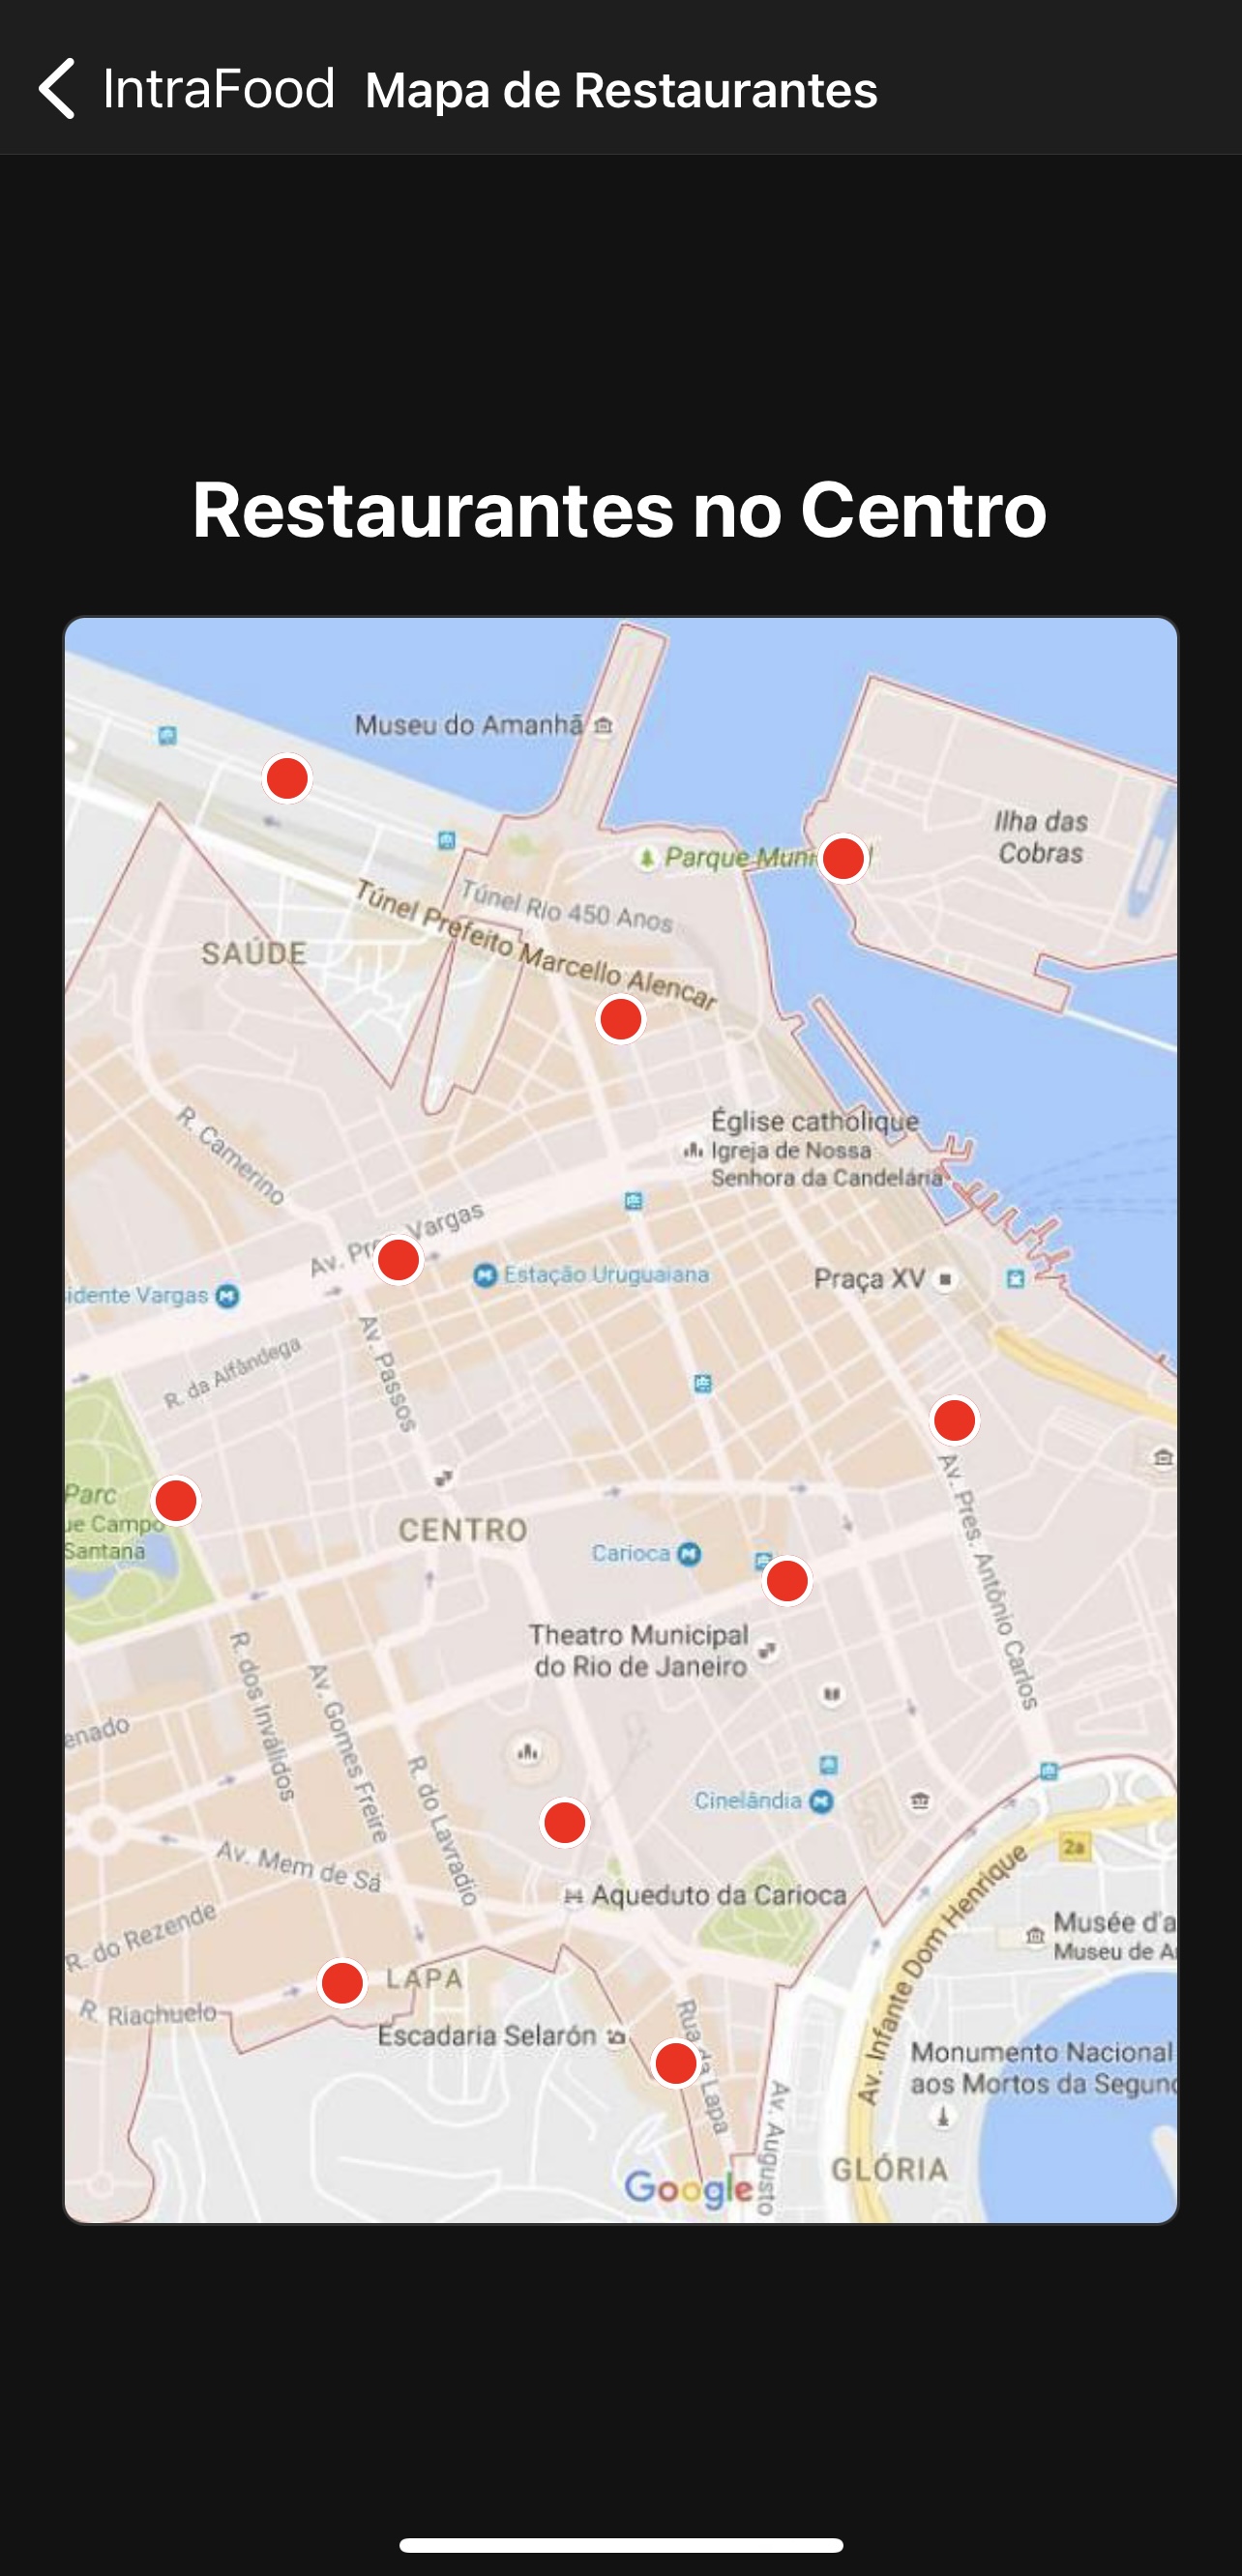 IntraFood Mapa de Restaurantes
Restaurantes no Centro
Museu do Amanhã
Ilha das
Cobras
Parque
Túnel Rio 450 Anos
Túnel Prefeito Marcello Alencar
SAÚDE
R. Camerino
Église catholique
Igreja de Nossa
Senhora da Candelária
Av. Vargas
Estação Uruguaiana
Praça XV
idente Vargas
R. da Alfândega
Av. Passos
Parc
ue Campo
Santana
CENTRO
Carioca
Av. Pres. Antônio Carlos
Theatro Municipal
do Rio de Janeiro
R. dos Inválidos
Av. Gomes Freire
enado
R. do Lavradio
Cinelândia
2a
Av. Mem de Sá
Aqueduto da Carioca
Av. Infante Dom Henrique
R. do Rezende
Musée d'a
Museu de A
LAPA
R. Riachuelo
Escadaria Selarón
Rua da Lapa
Monumento Nacional
aos Mortos da Segun
Av. Augusto
GLÓRIA
Google